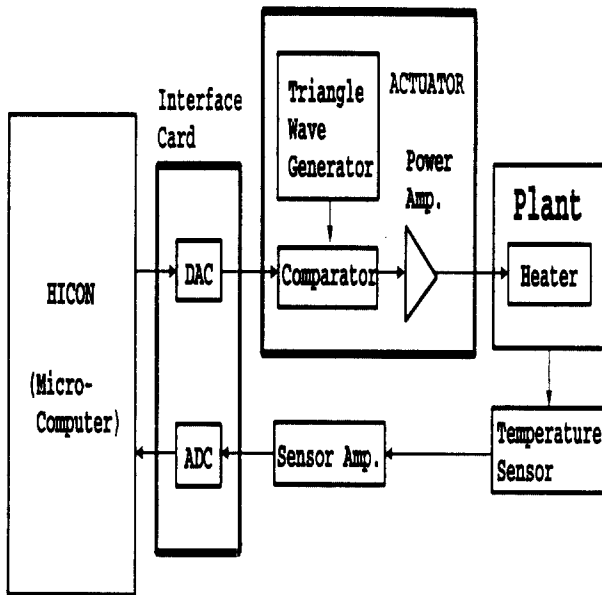 Interface
Card
Triangle
Wave
Generator
ACTUATOR
Power
Amp.
Plant
HICON
(Micro-
Computer)
DAC
Comparator
Heater
ADC
Sensor Amp.
Temperature
Sensor